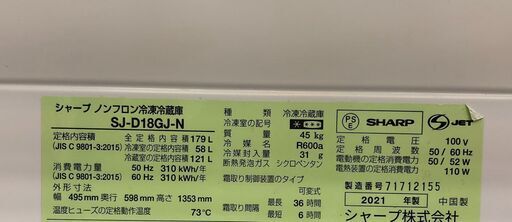 シャープ ノンフロン冷凍冷蔵庫
SJ-D18GJ-N
定格内容積 全定格内容積 179 L
(JIS C 9801-3:2015) 冷凍室の定格内容積 58 L
冷蔵室の定格内容積 121 L
消費電力量 50 Hz 310 kWh/年
(JIS C 9801-3:2015) 60 Hz 310 kWh/年
外形寸法
幅 495mm 奥行 598 mm 高さ 1353 mm
温度ヒューズの定格動作温度 73℃
種類 冷凍冷蔵庫
冷凍室の記号
質量 45 kg
冷媒 R600a
冷媒封入量 31 g
断熱発泡ガス シクロペンタン
霜取り制御装置のタイプ
可変式
霜取り間隔 最長 36 時間
最短 6 時間
PS E SHARP S JET
定格電圧 100 V
定格周波数 50 / 60 Hz
電動機の定格消費電力 50 / 52 W
電熱装置の定格消費電力 110 W
製造番号 71712155
2021 年製 中国製
シャープ株式会社